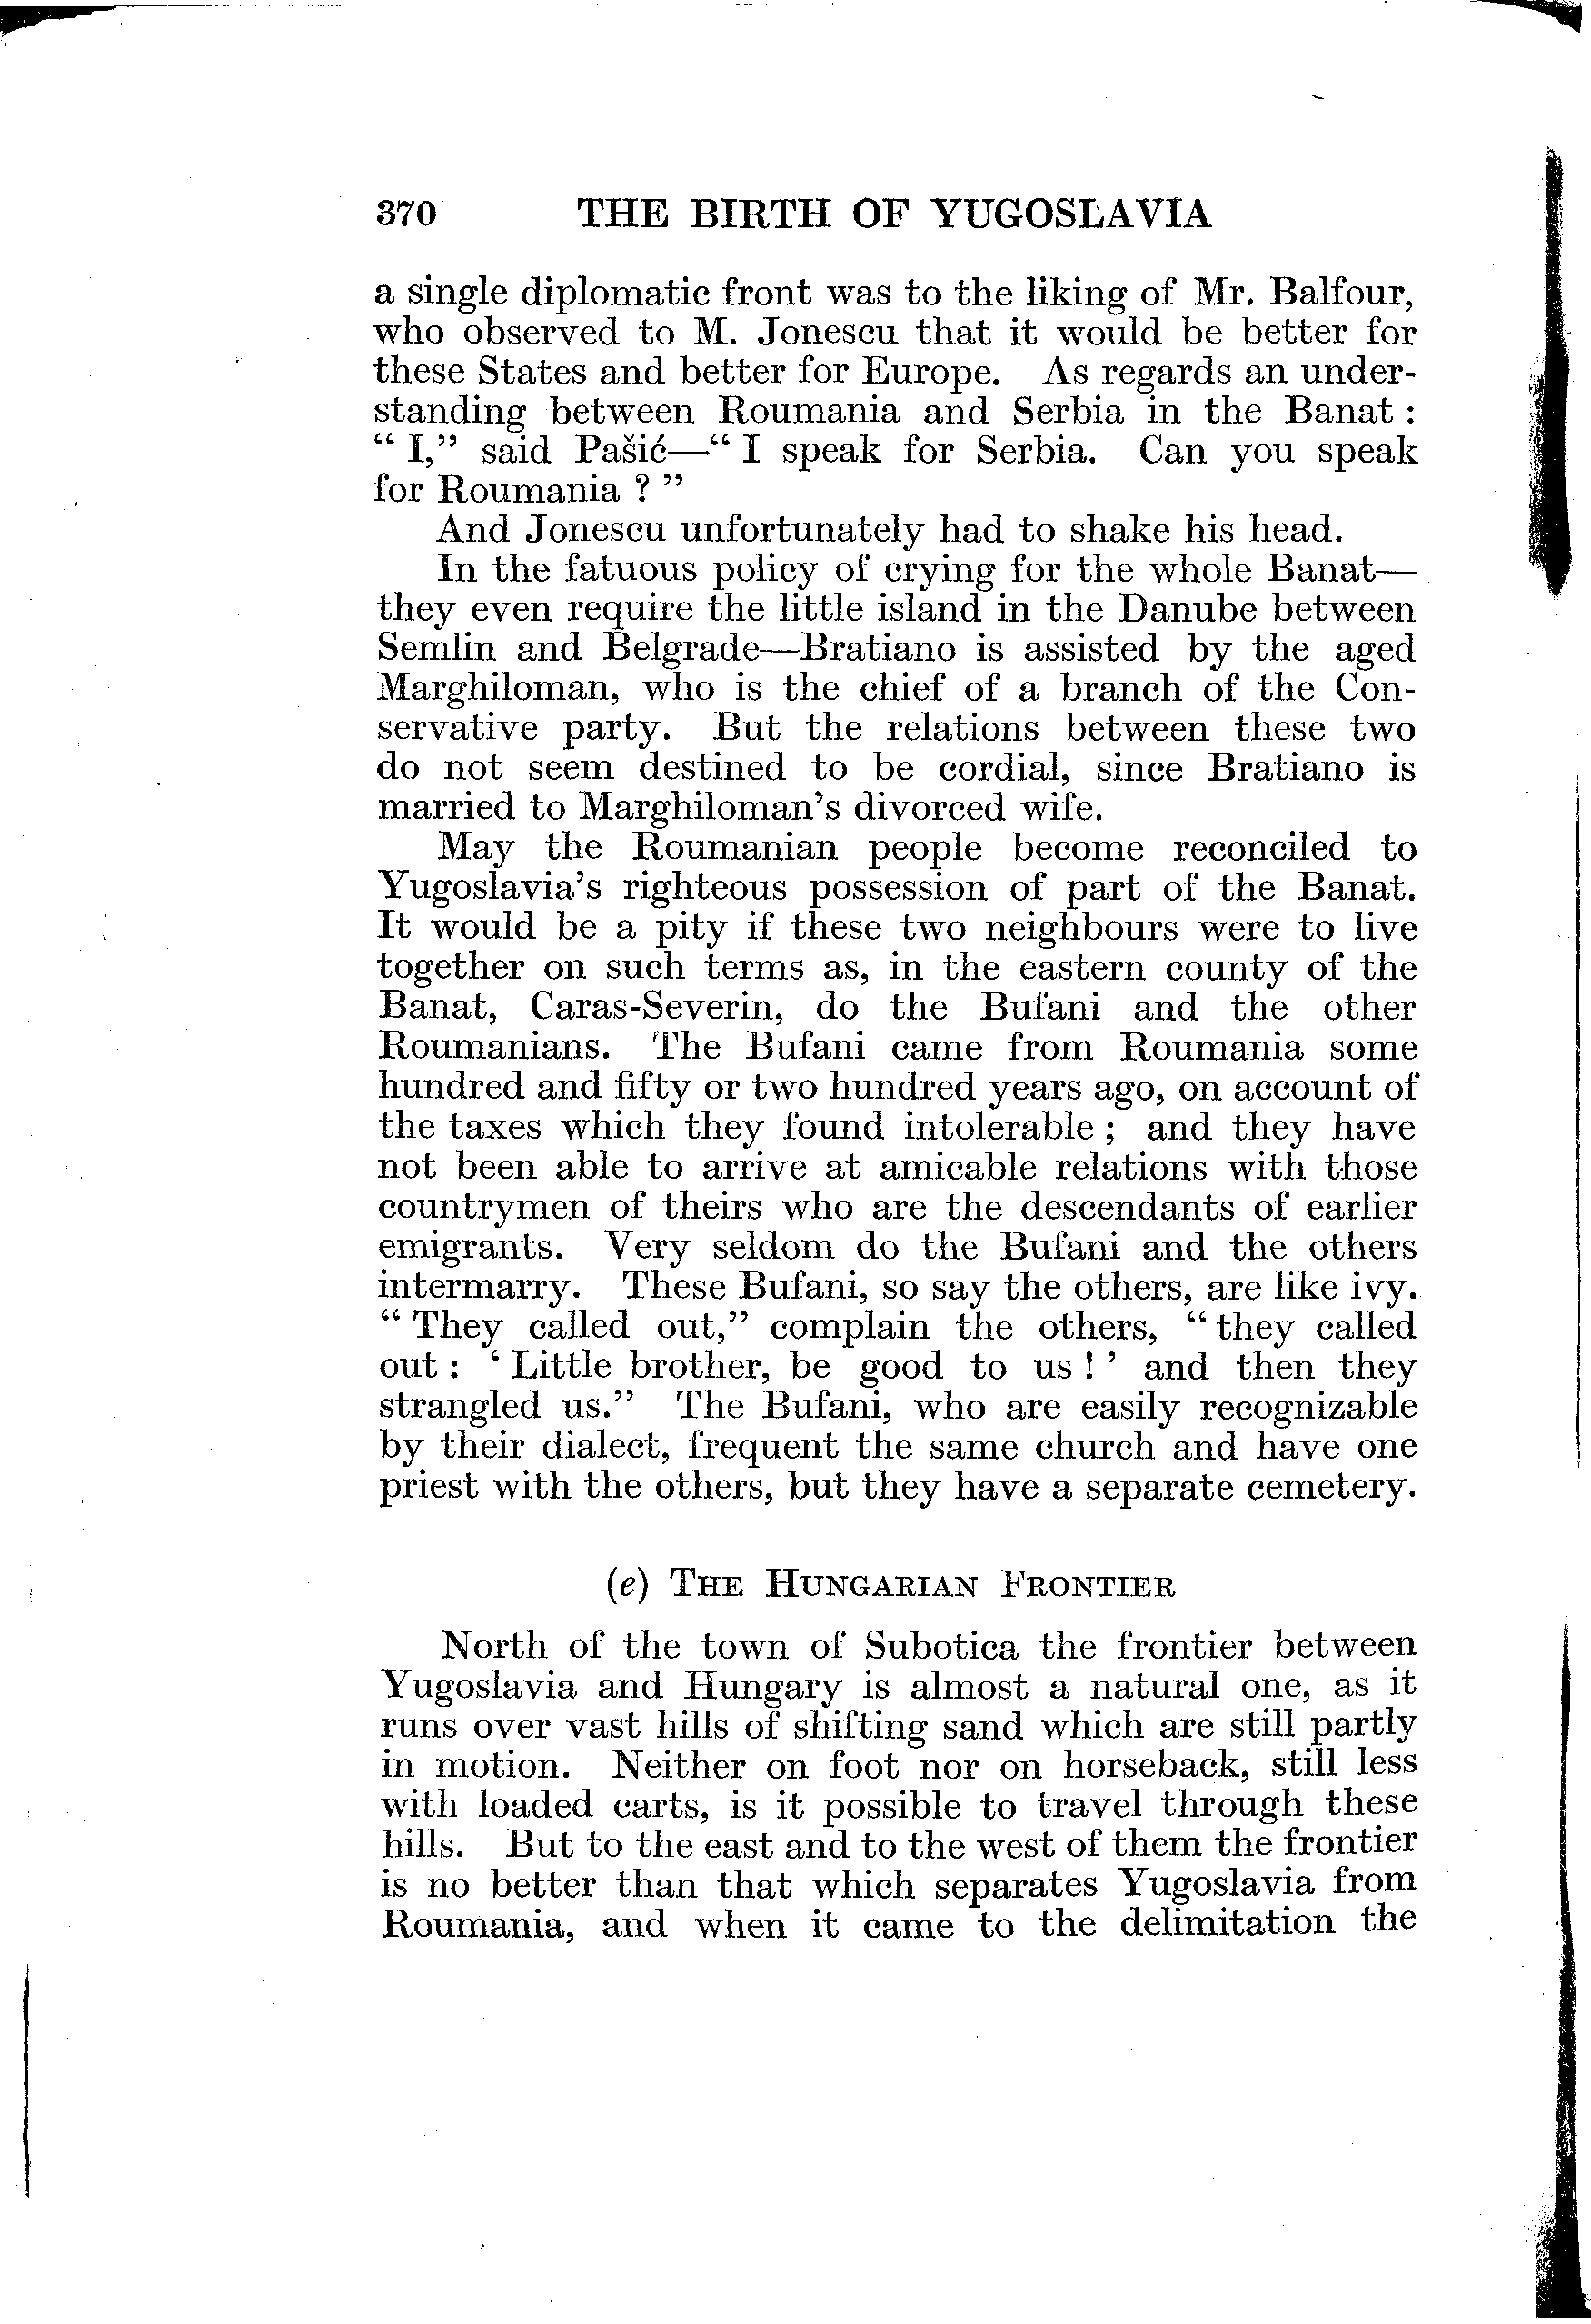 370 THE BIRTH OF YUGOSLAVIA
a single diplomatic front was to the liking of Mr. Balfour,
who observed to M. Jonescu that it would be better for
these States and better for Europe. As regards an under-
standing between Roumania and Serbia in the Banat :
“ I,” said Pašić—“ I speak for Serbia. Can you speak
for Roumania ? ”
And Jonescu unfortunately had to shake his head.
In the fatuous policy of crying for the whole Banat—
they even require the little island in the Danube between
Semlin and Belgrade—Bratiano is assisted by the aged
Marghiloman, who is the chief of a branch of the Con-
servative party. But the relations between these two
do not seem destined to be cordial, since Bratiano is
married to Marghiloman’s divorced wife.
May the Roumanian people become reconciled to
Yugoslavia’s righteous possession of part of the Banat.
It would be a pity if these two neighbours were to live
together on such terms as, in the eastern county of the
Banat, Caras-Severin, do the Bufani and the other
Roumanians. The Bufani came from Roumania some
hundred and fifty or two hundred years ago, on account of
the taxes which they found intolerable ; and they have
not been able to arrive at amicable relations with those
countrymen of theirs who are the descendants of earlier
emigrants. Very seldom do the Bufani and the others
intermarry. These Bufani, so say the others, are like ivy.
“ They called out,” complain the others, “ they called
out : ‘ Little brother, be good to us ! ’ and then they
strangled us.” The Bufani, who are easily recognizable
by their dialect, frequent the same church and have one
priest with the others, but they have a separate cemetery.
(e) THE HUNGARIAN FRONTIER
North of the town of Subotica the frontier between
Yugoslavia and Hungary is almost a natural one, as it
runs over vast hills of shifting sand which are still partly
in motion. Neither on foot nor on horseback, still less
with loaded carts, is it possible to travel through these
hills. But to the east and to the west of them the frontier
is no better than that which separates Yugoslavia from
Roumania, and when it came to the delimitation the